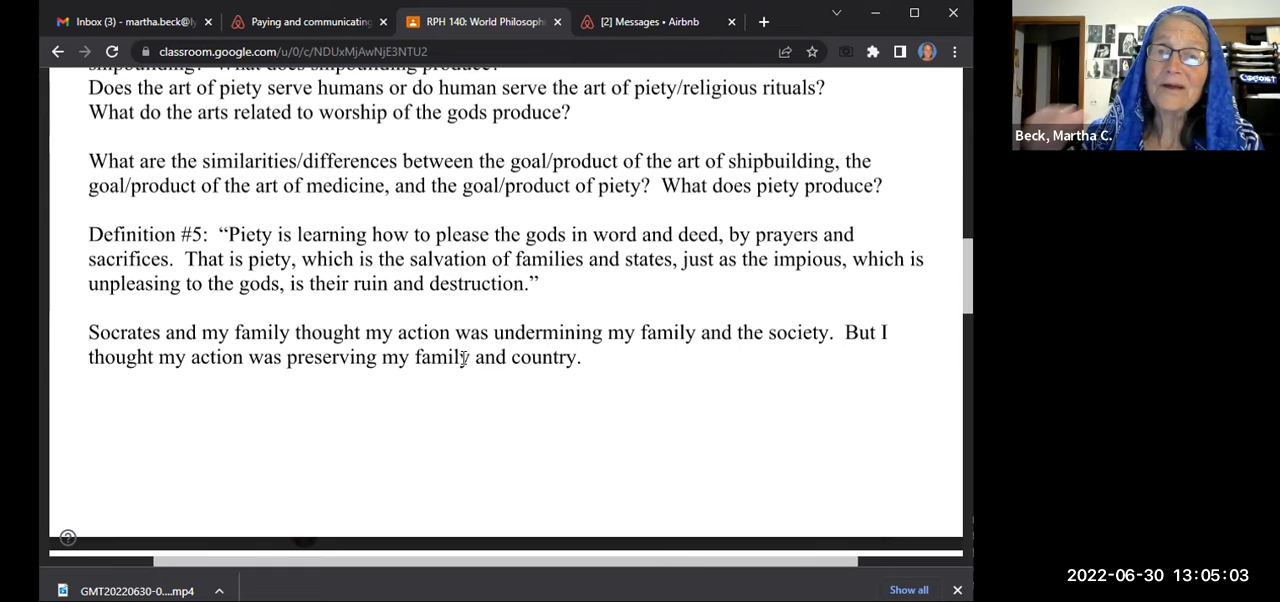 Inbox (3) - martha.beck@l
Paying and communicating
RPH 140: World Philosoph
[2] Messages • Airbnb
classroom.google.com/u/0/c/NDUxMjAwNjE3NTU2
shipbuilding? What does shipbuilding produce?
Does the art of piety serve humans or do human serve the art of piety/religious rituals?
What do the arts related to worship of the gods produce?
What are the similarities/differences between the goal/product of the art of shipbuilding, the
goal/product of the art of medicine, and the goal/product of piety? What does piety produce?
Definition #5: “Piety is learning how to please the gods in word and deed, by prayers and
sacrifices. That is piety, which is the salvation of families and states, just as the impious, which is
unpleasing to the gods, is their ruin and destruction.”
Socrates and my family thought my action was undermining my family and the society. But I
thought my action was preserving my family and country.
GMT20220630-0....mp4
Show all
Beck, Martha C.
2022-06-30 13:05:03